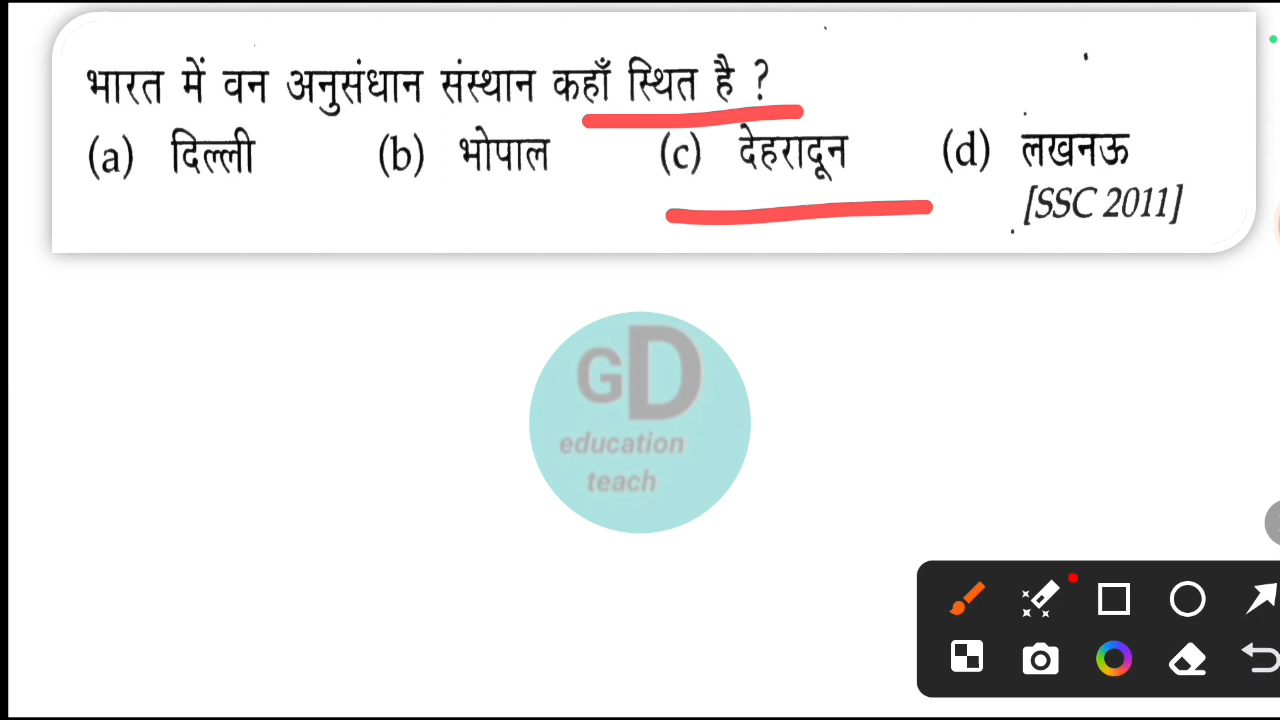 भारत में वन अनुसंधान संस्थान कहाँ स्थित है ?
(a) दिल्ली (b) भोपाल (c) देहरादून (d) लखनऊ
[SSC 2011]
GD
education
teach